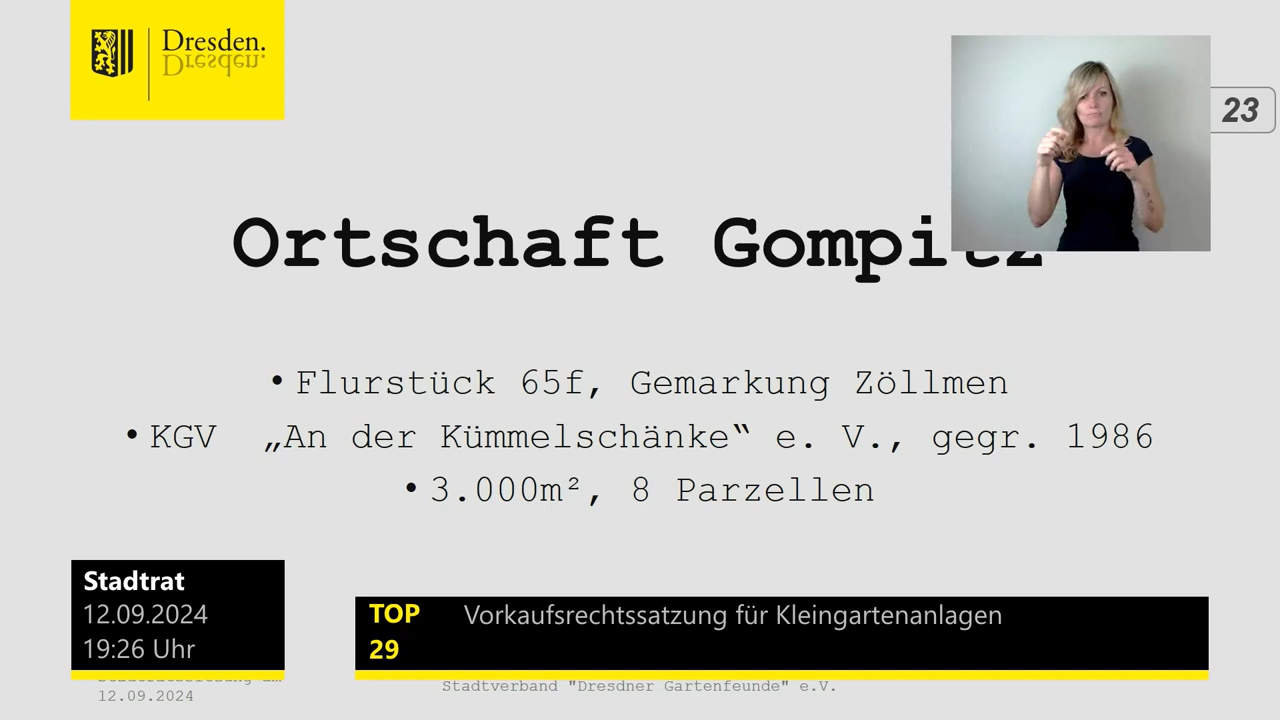 Dresden.
Dresden.
23
Ortschaft Gompitz
• Flurstück 65f, Gemarkung Zöllmen
• KGV „An der Kümmelschänke“ e. V., gegr. 1986
• 3.000m², 8 Parzellen
Stadtrat
12.09.2024
19:26 Uhr
TOP 29
Vorkaufsrechtssatzung für Kleingartenanlagen
12.09.2024
Stadtverband "Dresdner Gartenfeunde" e.V.